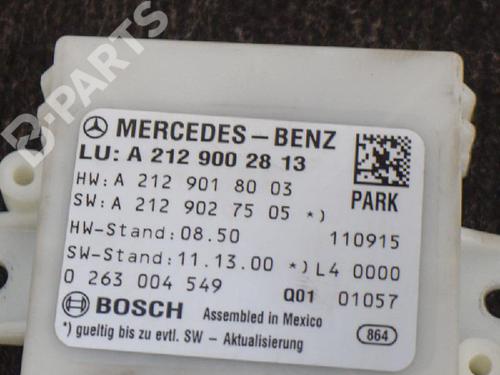 B-PARTS
MERCEDES-BENZ
LU: A 212 900 28 13
HW: A 212 901 80 03
SW: A 212 902 75 05 *)
PARK
HW-Stand: 08.50 110915
SW-Stand: 11.13.00 *) L4 0000
0 263 004 549 Q01 01057
BOSCH Assembled in Mexico
*) gueltig bis zu evtl. SW - Aktualisierung 864